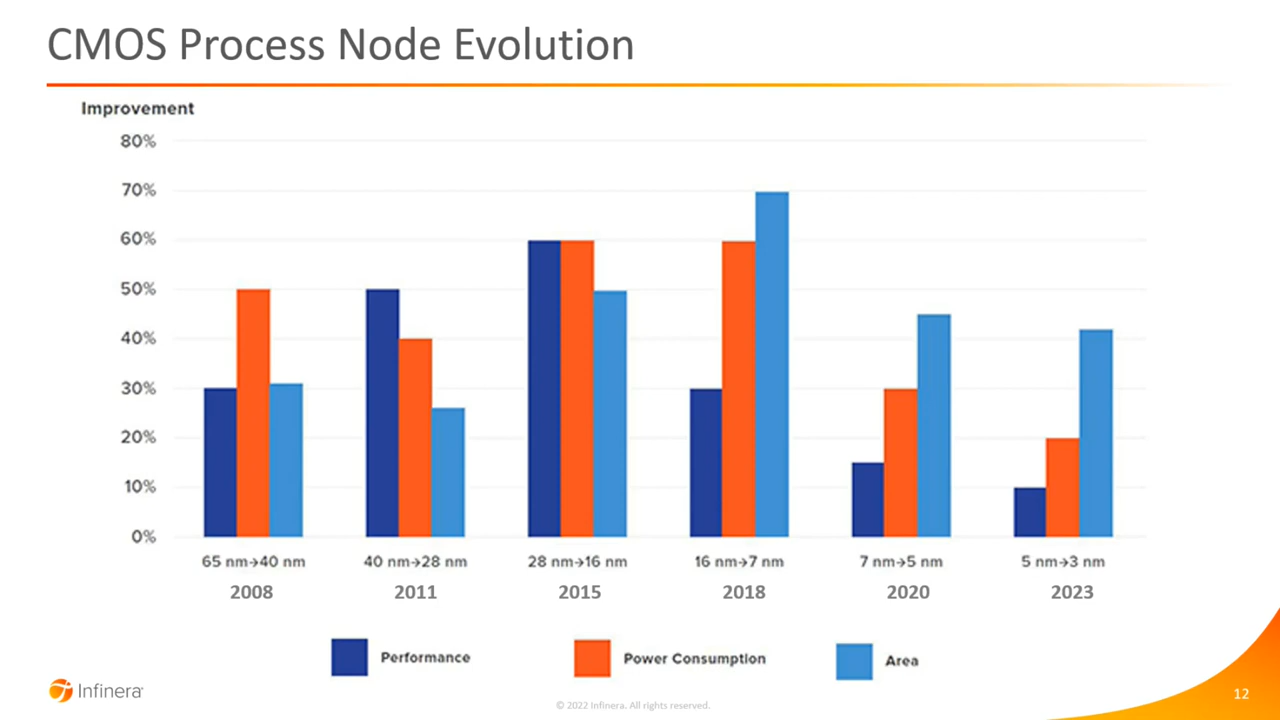 CMOS Process Node Evolution
Improvement
80%
70%
60%
50%
40%
30%
20%
10%
0%
65 nm→40 nm 40 nm→28 nm 28 nm→16 nm 16 nm→7 nm 7 nm→5 nm 5 nm→3 nm
2008 2011 2015 2018 2020 2023
Performance Power Consumption Area
Infinera
© 2022 Infinera. All rights reserved.
12